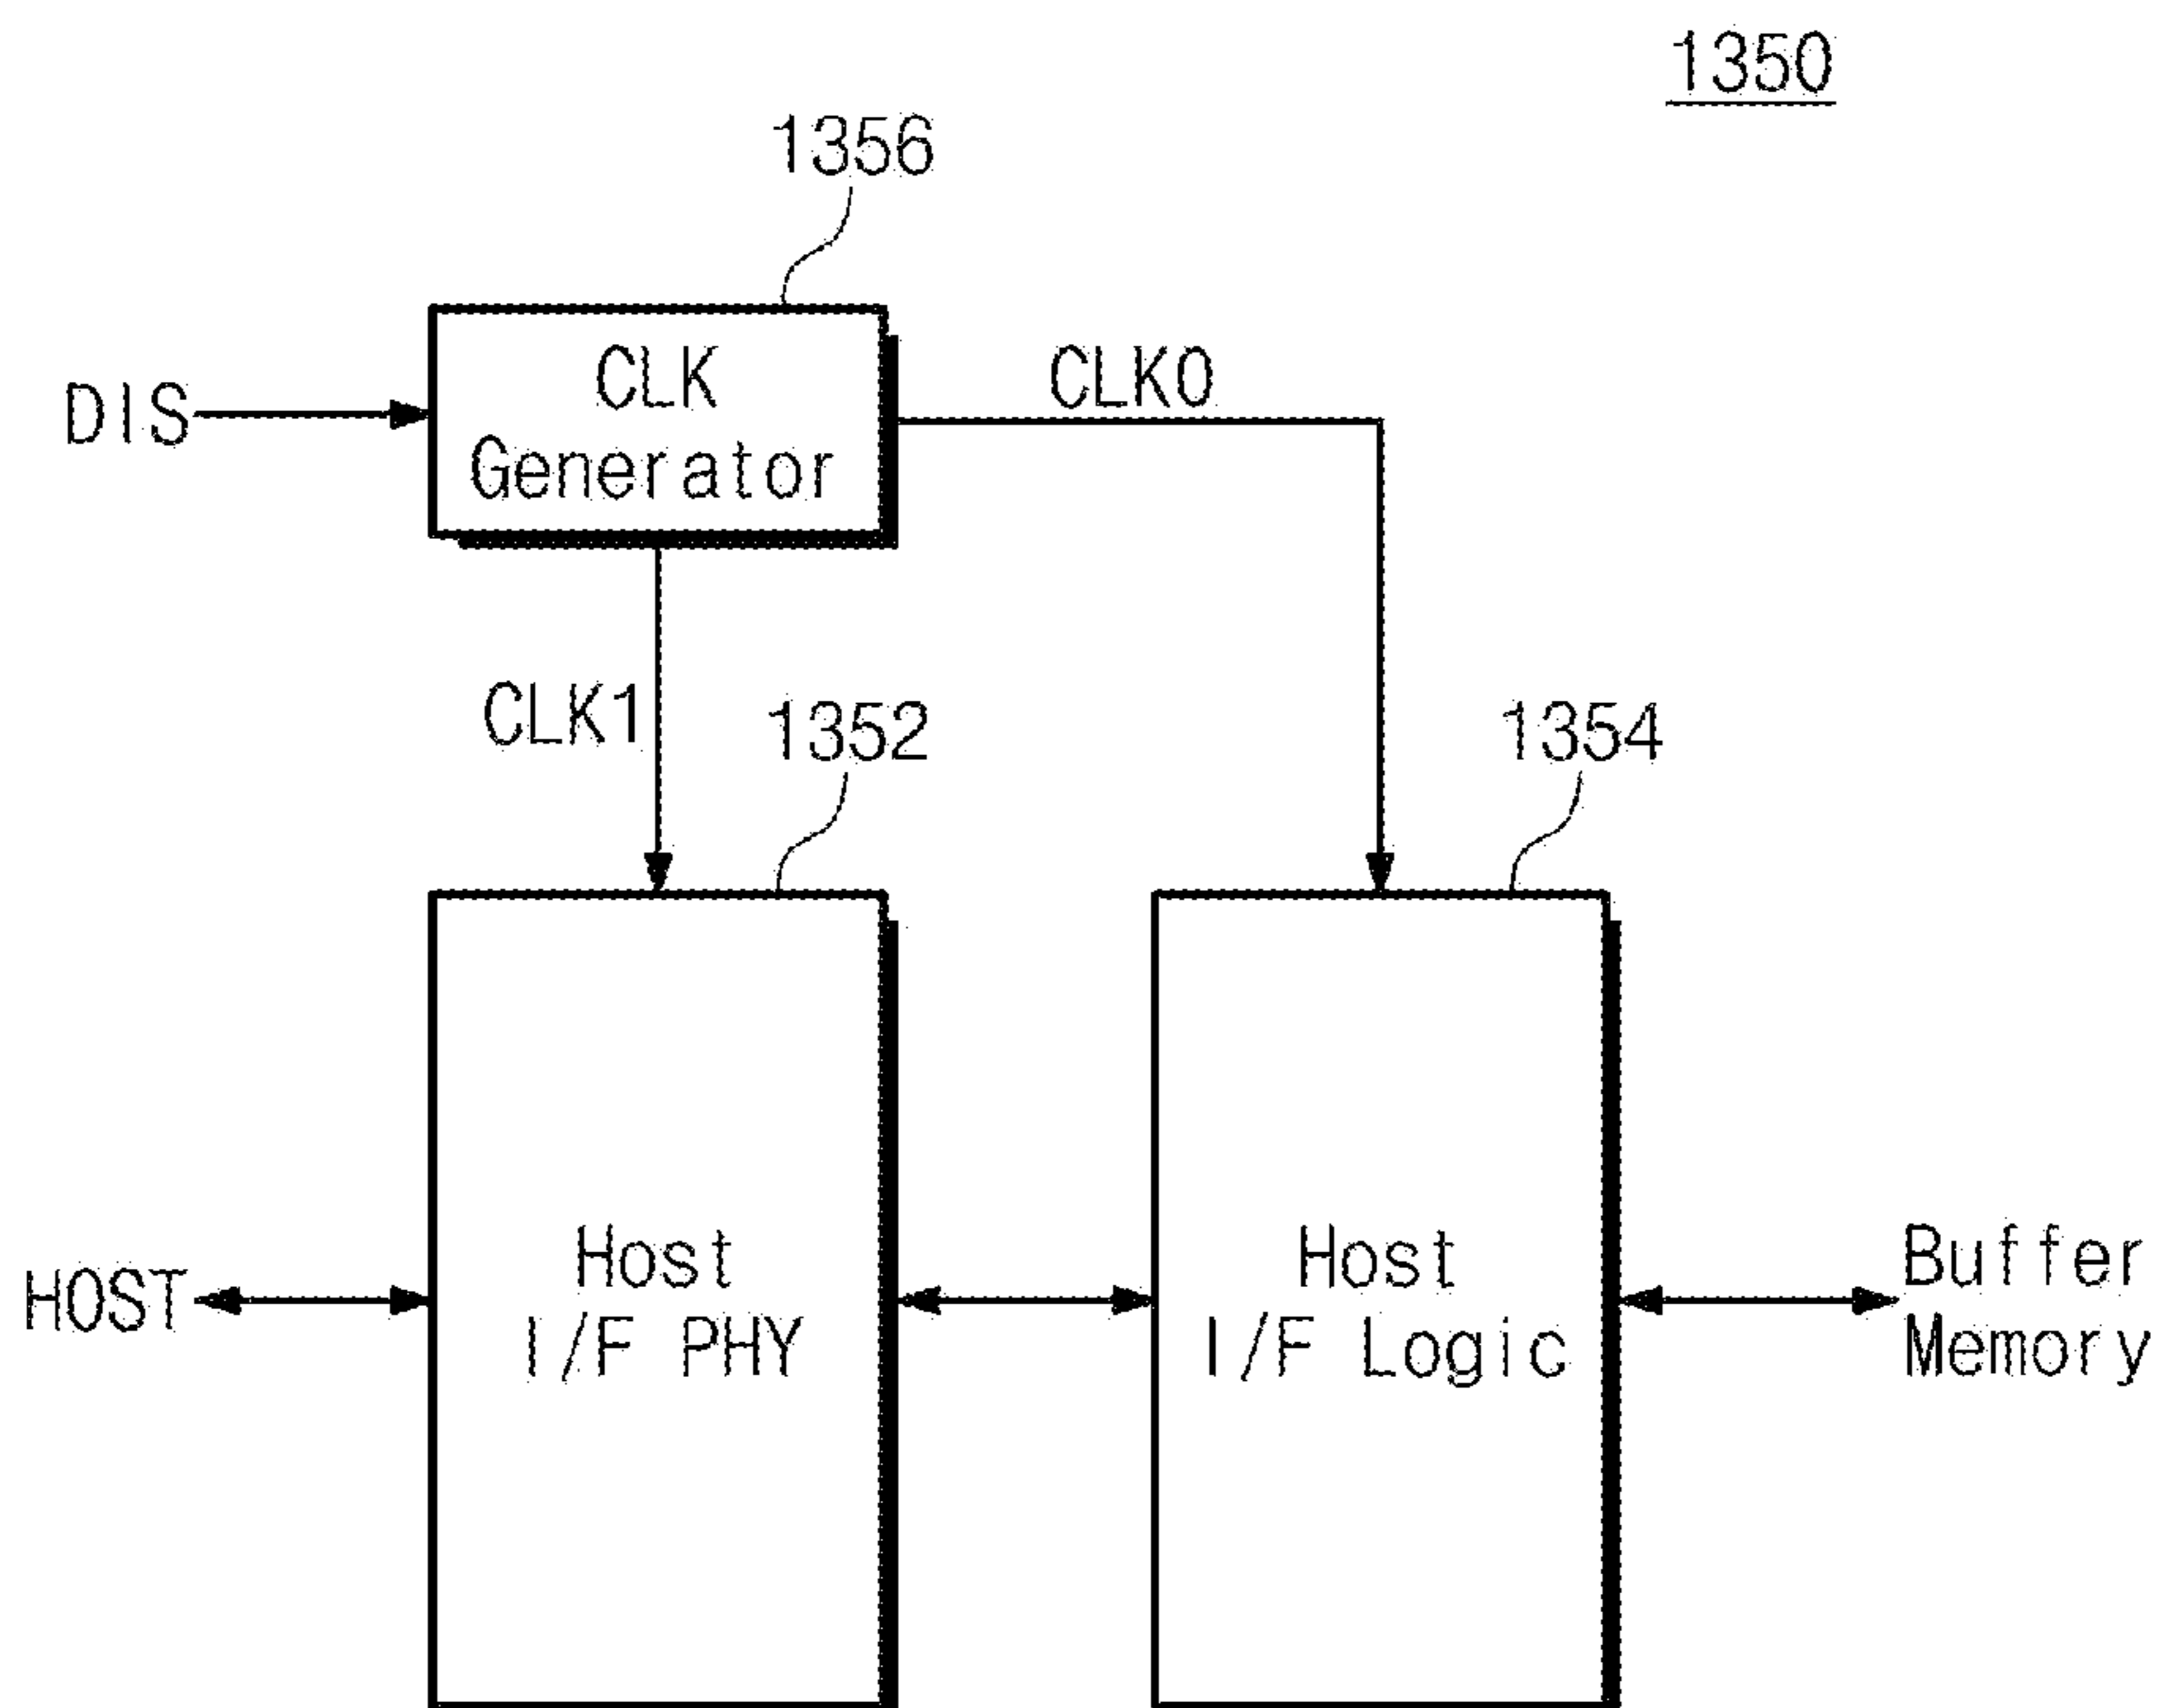 1350
1356
DIS
CLK
Generator
CLK0
CLK1
1352
1354
HOST
Host
I/F PHY
Host
I/F Logic
Buffer
Memory